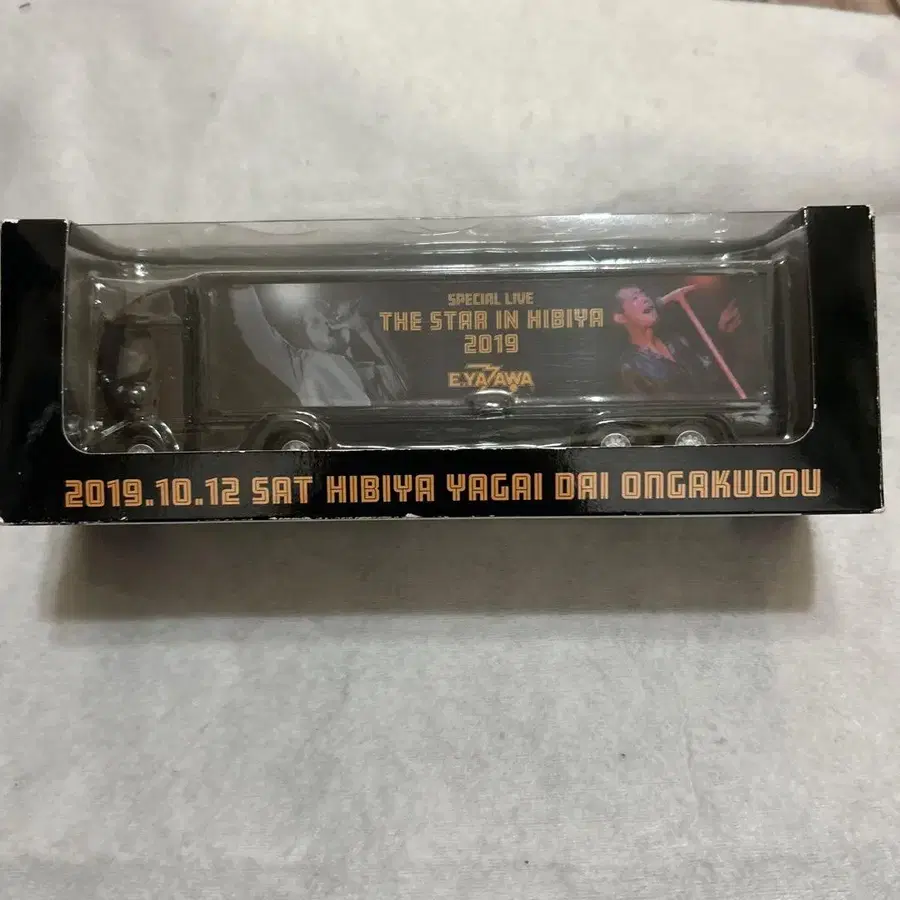 SPECIAL LIVE
THE STAR IN HIBIYA
2019
E.YAZAWA
2019.10.12 SAT HIBIYA YAGAI DAI ONGAKUDOU